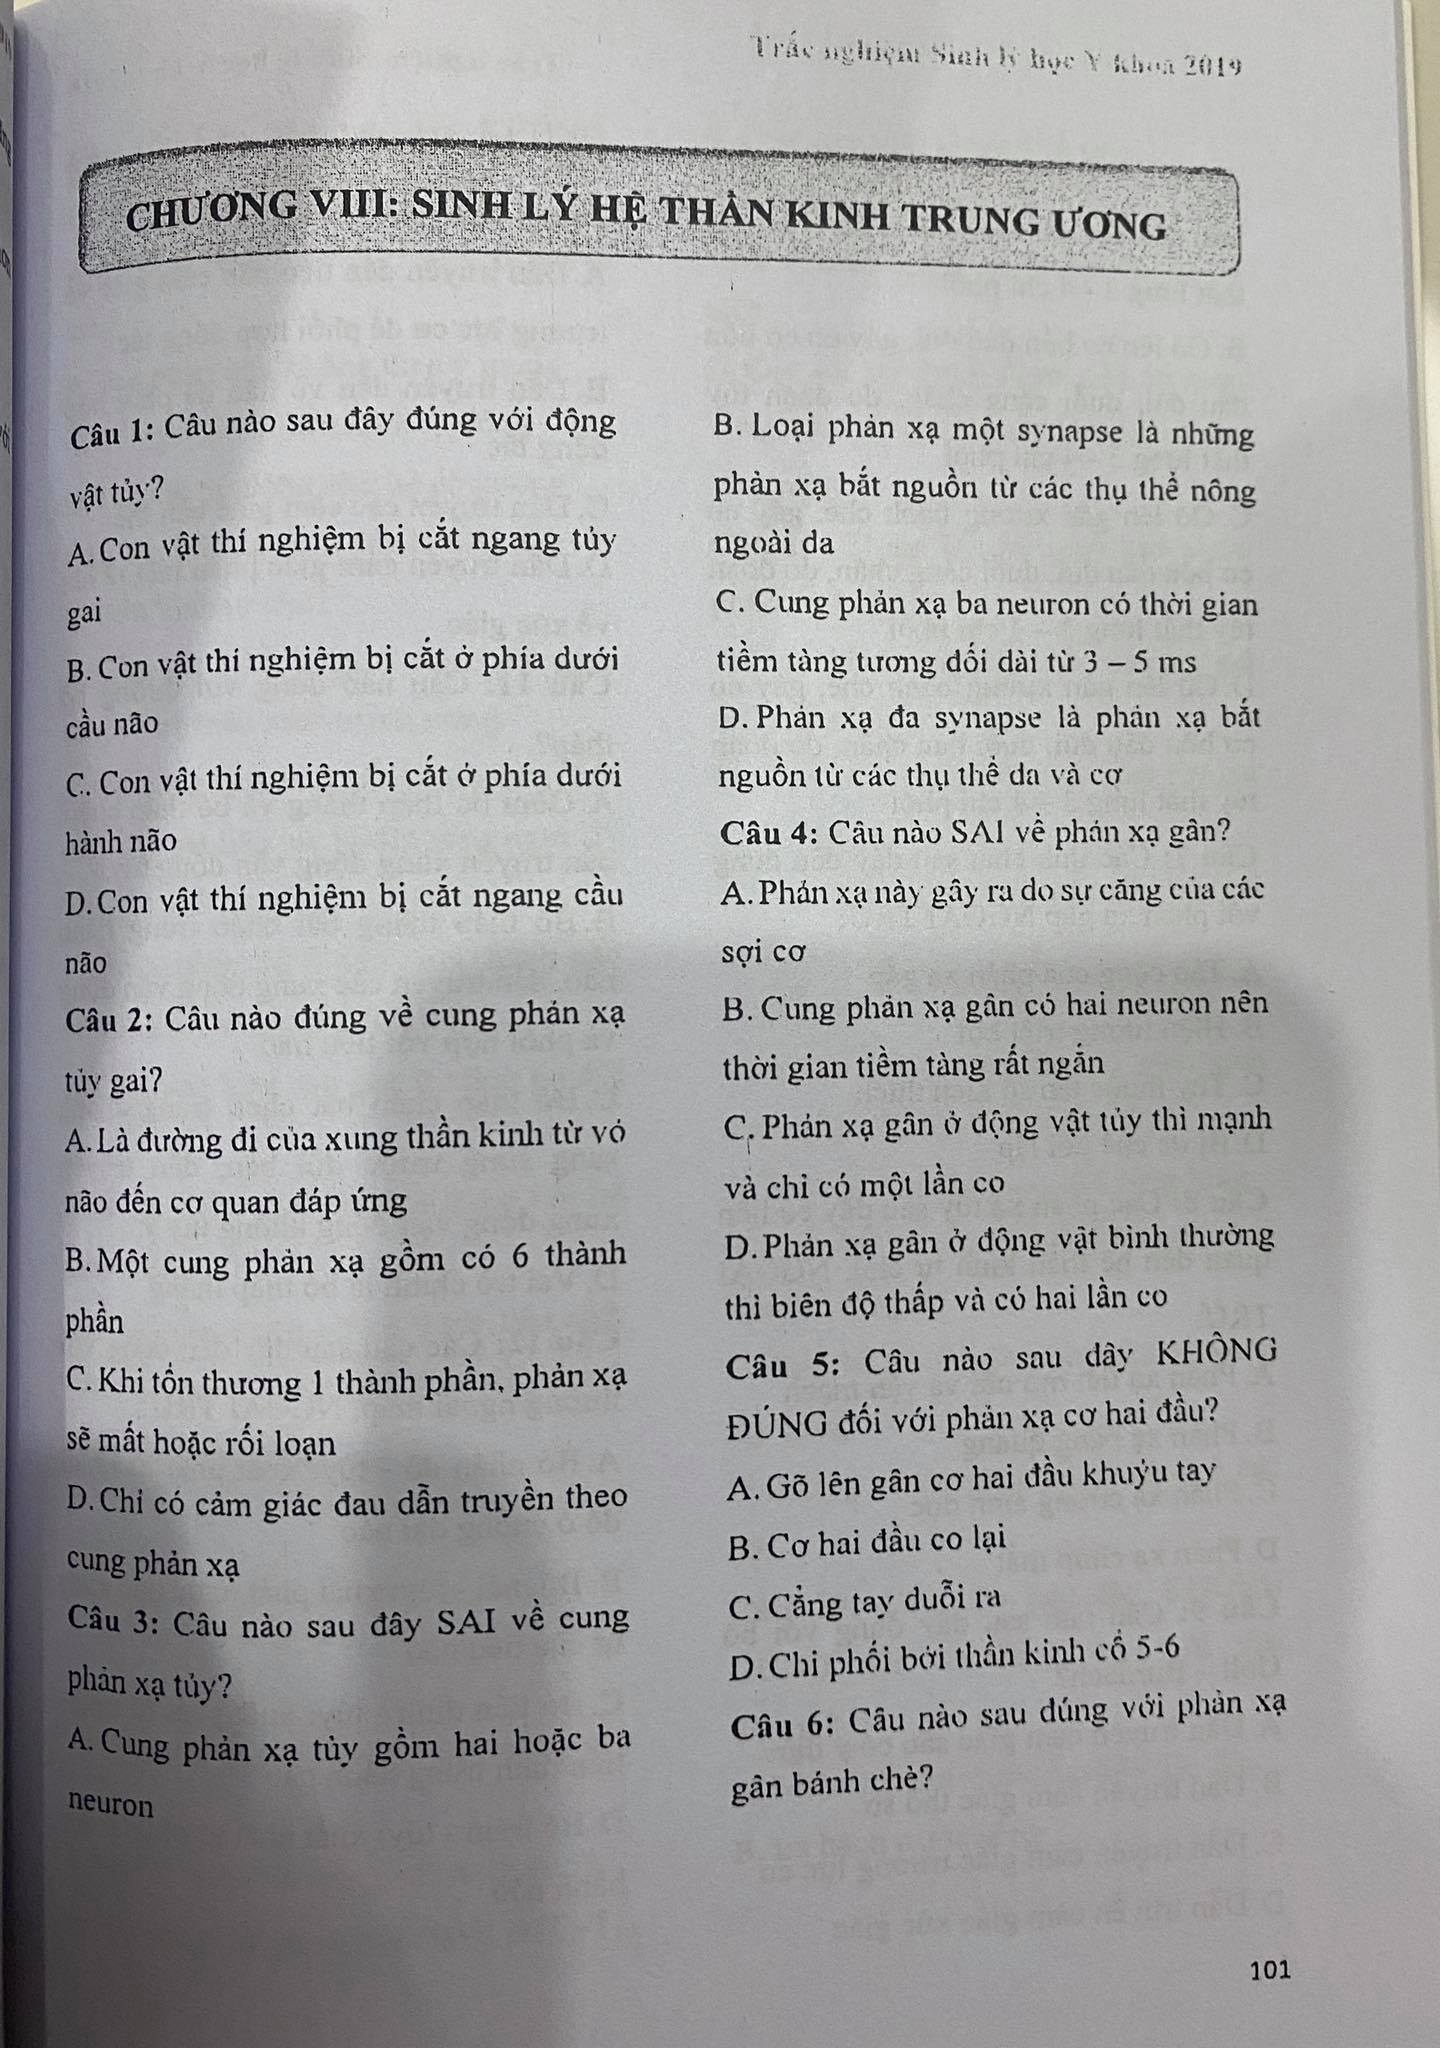 Trắc nghiệm Sinh lý học Y khoa 2019
CHƯƠNG VIII: SINH LÝ HỆ THẦN KINH TRUNG ƯƠNG
Câu 1: Câu nào sau đây đúng với động
vật tủy?
A. Con vật thí nghiệm bị cắt ngang tủy
gai
B. Con vật thí nghiệm bị cắt ở phía dưới
cầu não
C. Con vật thí nghiệm bị cắt ở phía dưới
hành não
D. Con vật thí nghiệm bị cắt ngang cầu
não
Câu 2: Câu nào đúng về cung phản xạ
tủy gai?
A. Là đường đi của xung thần kinh từ vỏ
não đến cơ quan đáp ứng
B. Một cung phản xạ gồm có 6 thành
phần
C. Khi tổn thương 1 thành phần, phản xạ
sẽ mất hoặc rối loạn
D. Chỉ có cảm giác đau dẫn truyền theo
cung phản xạ
Câu 3: Câu nào sau đây SAI về cung
phản xạ tủy?
A. Cung phản xạ tủy gồm hai hoặc ba
neuron
B. Loại phản xạ một synapse là những
phản xạ bắt nguồn từ các thụ thể nông
ngoài da
C. Cung phản xạ ba neuron có thời gian
tiềm tàng tương đối dài từ 3 – 5 ms
D. Phản xạ đa synapse là phản xạ bắt
nguồn từ các thụ thể da và cơ
Câu 4: Câu nào SAI về phản xạ gân?
A. Phản xạ này gây ra do sự căng của các
sợi cơ
B. Cung phản xạ gân có hai neuron nên
thời gian tiềm tàng rất ngắn
C. Phản xạ gân ở động vật tủy thì mạnh
và chỉ có một lần co
D. Phản xạ gân ở động vật bình thường
thì biên độ thấp và có hai lần co
Câu 5: Câu nào sau đây KHÔNG
ĐÚNG đối với phản xạ cơ hai đầu?
A. Gõ lên gân cơ hai đầu khuỷu tay
B. Cơ hai đầu co lại
C. Cẳng tay duỗi ra
D. Chi phối bởi thần kinh cổ 5-6
Câu 6: Câu nào sau đúng với phản xạ
gân bánh chè?
101